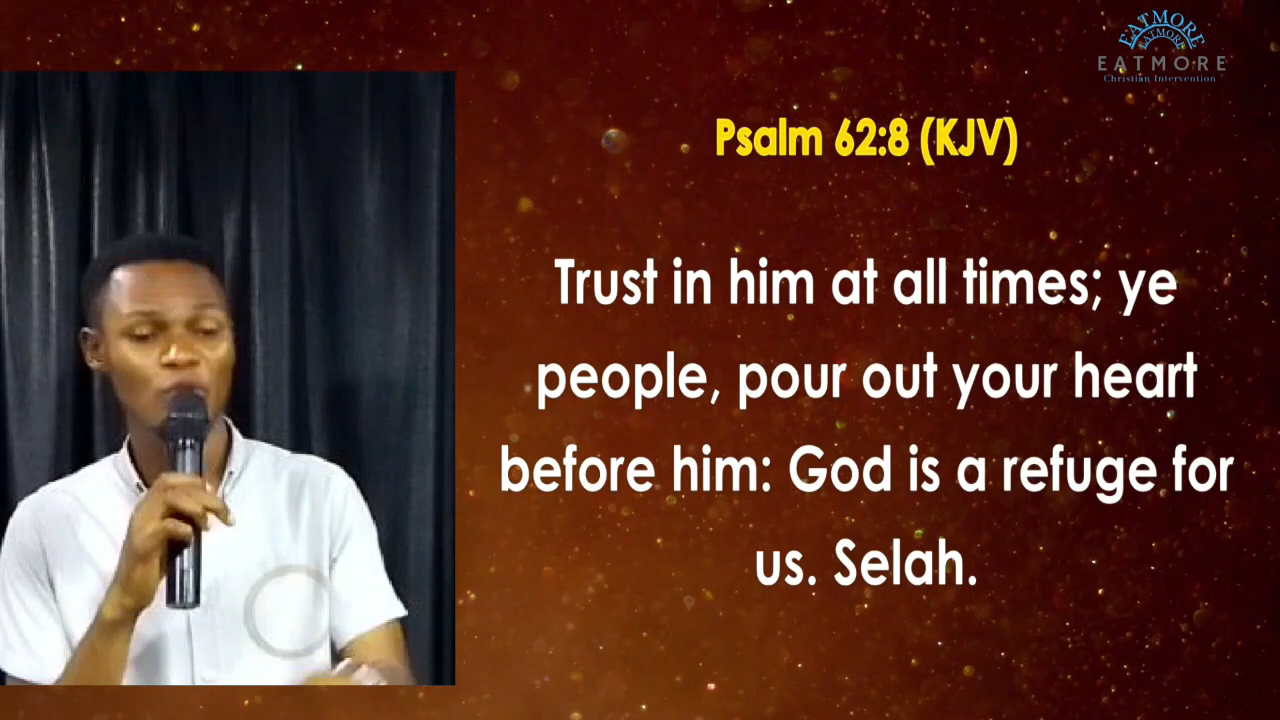 EATMORE
EATMORE
EATMORE
Christian Intervention
Psalm 62:8 (KJV)
Trust in him at all times; ye
people, pour out your heart
before him: God is a refuge for
us. Selah.